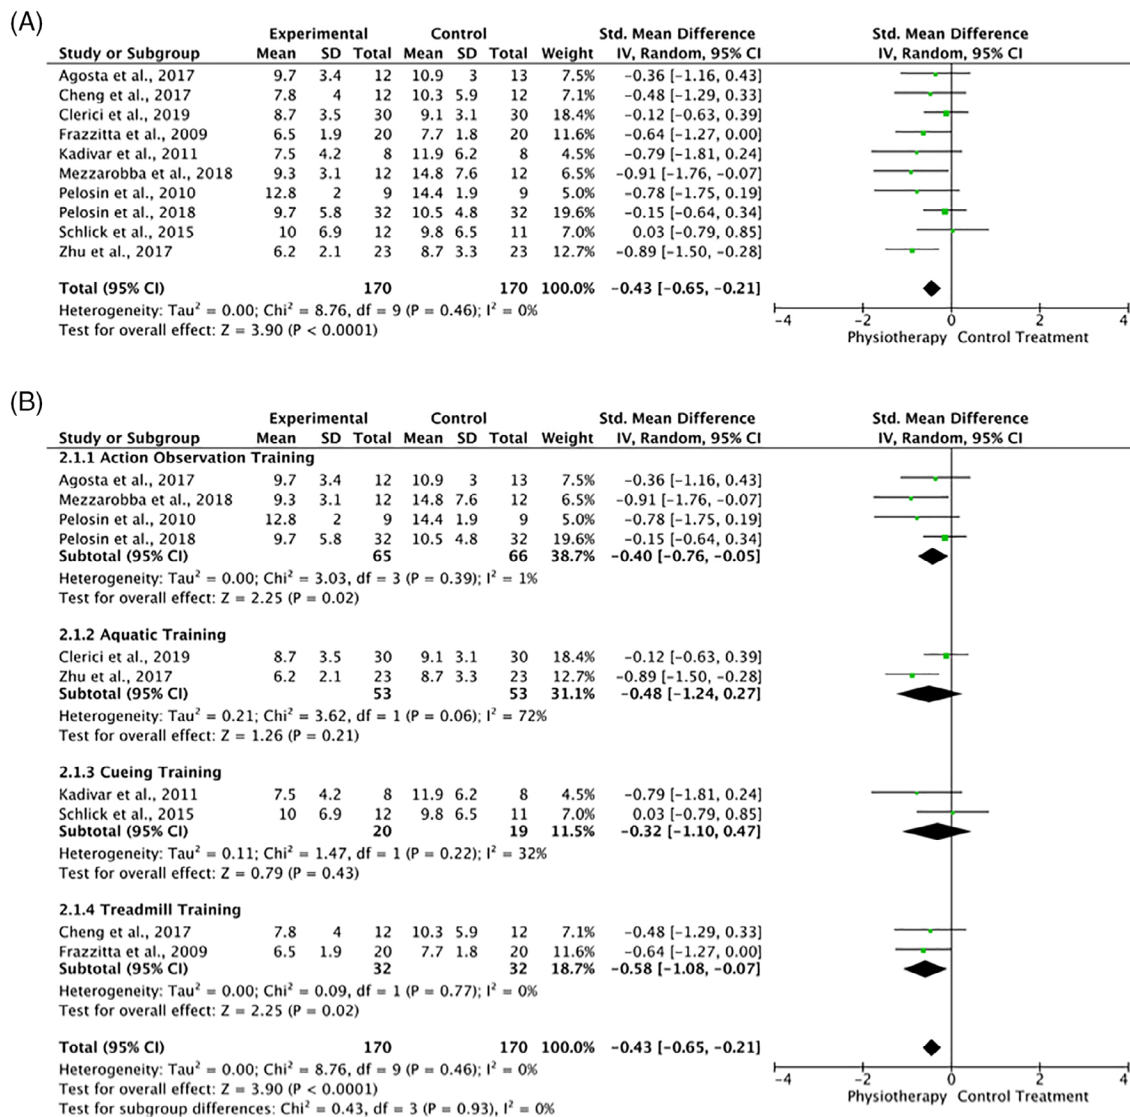 (A)
Experimental Control Std. Mean Difference Std. Mean Difference
Study or Subgroup Mean SD Total Mean SD Total Weight IV, Random, 95% CI IV, Random, 95% CI
Agosta et al., 2017 9.7 3.4 12 10.9 3 13 7.5% −0.36 [−1.16, 0.43]
Cheng et al., 2017 7.8 4 12 10.3 5.9 12 7.1% −0.48 [−1.29, 0.33]
Clerici et al., 2019 8.7 3.5 30 9.1 3.1 30 18.4% −0.12 [−0.63, 0.39]
Frazzitta et al., 2009 6.5 1.9 20 7.7 1.8 20 11.6% −0.64 [−1.27, 0.00]
Kadivar et al., 2011 7.5 4.2 8 11.9 6.2 8 4.5% −0.79 [−1.81, 0.24]
Mezzarobba et al., 2018 9.3 3.1 12 14.8 7.6 12 6.5% −0.91 [−1.76, −0.07]
Pelosin et al., 2010 12.8 2 9 14.4 1.9 9 5.0% −0.78 [−1.75, 0.19]
Pelosin et al., 2018 9.7 5.8 32 10.5 4.8 32 19.6% −0.15 [−0.64, 0.34]
Schlick et al., 2015 10 6.9 12 9.8 6.5 11 7.0% 0.03 [−0.79, 0.85]
Zhu et al., 2017 6.2 2.1 23 8.7 3.3 23 12.7% −0.89 [−1.50, −0.28]
Total (95% CI) 170 170 100.0% −0.43 [−0.65, −0.21]
Heterogeneity: Tau² = 0.00; Chi² = 8.76, df = 9 (P = 0.46); I² = 0%
Test for overall effect: Z = 3.90 (P < 0.0001)
−4 −2 0 2 4
Physiotherapy Control Treatment
(B)
Experimental Control Std. Mean Difference Std. Mean Difference
Study or Subgroup Mean SD Total Mean SD Total Weight IV, Random, 95% CI IV, Random, 95% CI
2.1.1 Action Observation Training
Agosta et al., 2017 9.7 3.4 12 10.9 3 13 7.5% −0.36 [−1.16, 0.43]
Mezzarobba et al., 2018 9.3 3.1 12 14.8 7.6 12 6.5% −0.91 [−1.76, −0.07]
Pelosin et al., 2010 12.8 2 9 14.4 1.9 9 5.0% −0.78 [−1.75, 0.19]
Pelosin et al., 2018 9.7 5.8 32 10.5 4.8 32 19.6% −0.15 [−0.64, 0.34]
Subtotal (95% CI) 65 66 38.7% −0.40 [−0.76, −0.05]
Heterogeneity: Tau² = 0.00; Chi² = 3.03, df = 3 (P = 0.39); I² = 1%
Test for overall effect: Z = 2.25 (P = 0.02)
2.1.2 Aquatic Training
Clerici et al., 2019 8.7 3.5 30 9.1 3.1 30 18.4% −0.12 [−0.63, 0.39]
Zhu et al., 2017 6.2 2.1 23 8.7 3.3 23 12.7% −0.89 [−1.50, −0.28]
Subtotal (95% CI) 53 53 31.1% −0.48 [−1.24, 0.27]
Heterogeneity: Tau² = 0.21; Chi² = 3.62, df = 1 (P = 0.06); I² = 72%
Test for overall effect: Z = 1.26 (P = 0.21)
2.1.3 Cueing Training
Kadivar et al., 2011 7.5 4.2 8 11.9 6.2 8 4.5% −0.79 [−1.81, 0.24]
Schlick et al., 2015 10 6.9 12 9.8 6.5 11 7.0% 0.03 [−0.79, 0.85]
Subtotal (95% CI) 20 19 11.5% −0.32 [−1.10, 0.47]
Heterogeneity: Tau² = 0.11; Chi² = 1.47, df = 1 (P = 0.22); I² = 32%
Test for overall effect: Z = 0.79 (P = 0.43)
2.1.4 Treadmill Training
Cheng et al., 2017 7.8 4 12 10.3 5.9 12 7.1% −0.48 [−1.29, 0.33]
Frazzitta et al., 2009 6.5 1.9 20 7.7 1.8 20 11.6% −0.64 [−1.27, 0.00]
Subtotal (95% CI) 32 32 18.7% −0.58 [−1.08, −0.07]
Heterogeneity: Tau² = 0.00; Chi² = 0.09, df = 1 (P = 0.77); I² = 0%
Test for overall effect: Z = 2.25 (P = 0.02)
Total (95% CI) 170 170 100.0% −0.43 [−0.65, −0.21]
Heterogeneity: Tau² = 0.00; Chi² = 8.76, df = 9 (P = 0.46); I² = 0%
Test for overall effect: Z = 3.90 (P < 0.0001)
Test for subgroup differences: Chi² = 0.43, df = 3 (P = 0.93), I² = 0%
−4 −2 0 2 4
Physiotherapy Control Treatment